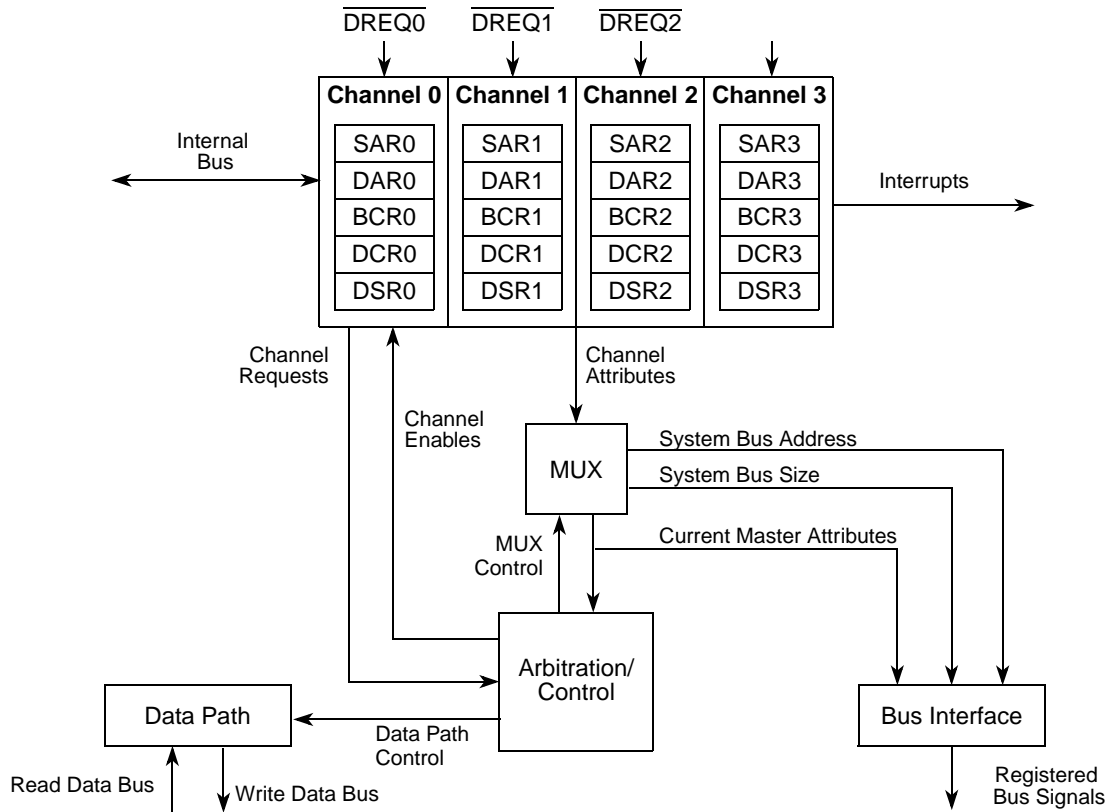 DREQ0 DREQ1 DREQ2
Channel 0 Channel 1 Channel 2 Channel 3
SAR0 SAR1 SAR2 SAR3
DAR0 DAR1 DAR2 DAR3
BCR0 BCR1 BCR2 BCR3
DCR0 DCR1 DCR2 DCR3
DSR0 DSR1 DSR2 DSR3
Internal
Bus
Interrupts
Channel
Requests
Channel
Enables
Channel
Attributes
MUX
System Bus Address
System Bus Size
Current Master Attributes
MUX
Control
Arbitration/
Control
Data Path
Data Path
Control
Bus Interface
Read Data Bus
Write Data Bus
Registered
Bus Signals